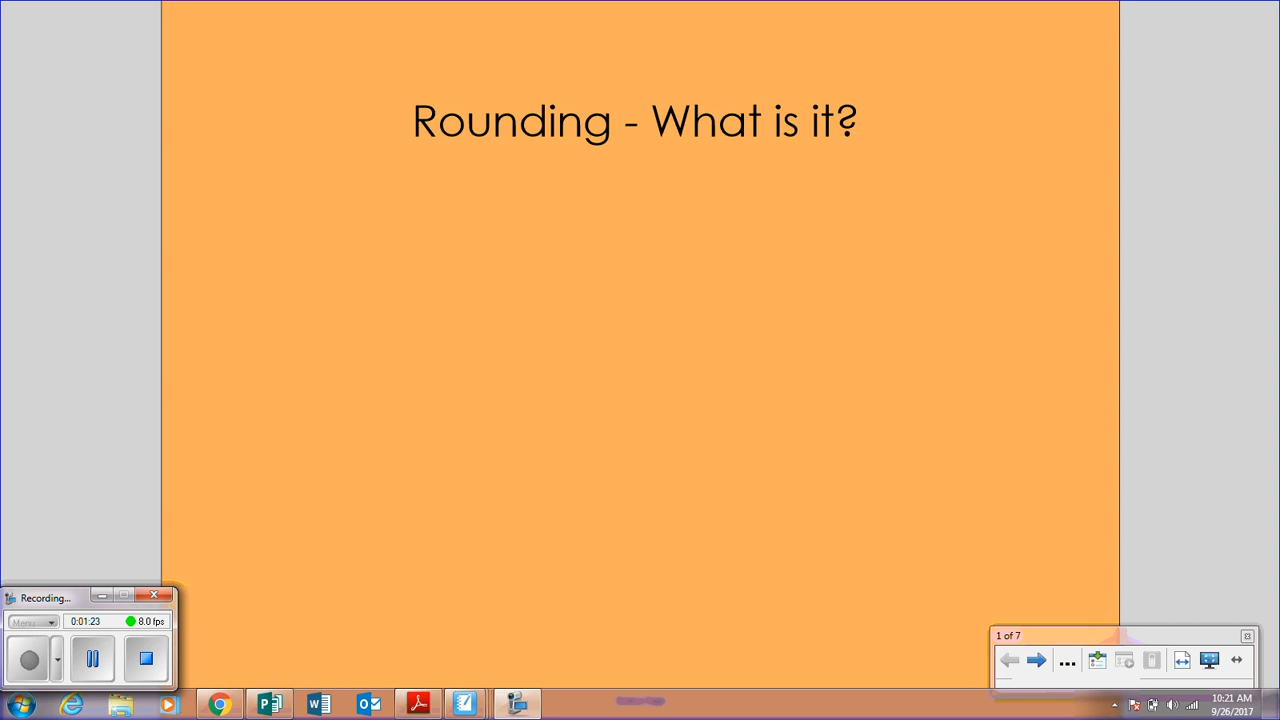 Rounding - What is it?
Recording...
Menu
0:01:23
8.0 fps
1 of 7
10:21 AM
9/26/2017